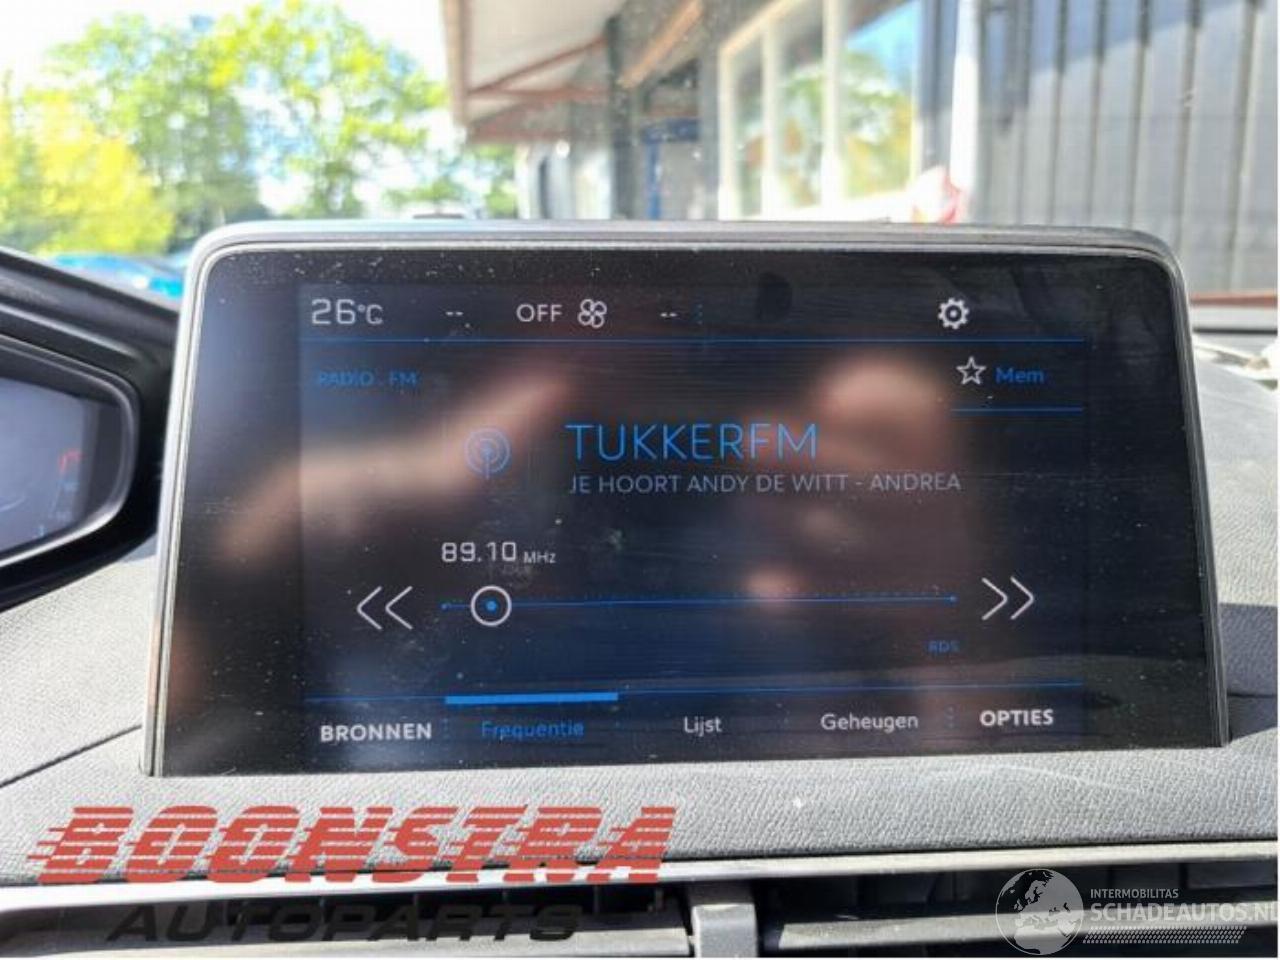 26°C -- OFF --
RADIO . FM
Mem
TUKKERFM
JE HOORT ANDY DE WITT - ANDREA
89.10 MHz
RDS
BRONNEN Frequentie Lijst Geheugen OPTIES
BOONSTRA
AUTOPARTS
INTERMOBILITAS
SCHADEAUTOS.NL